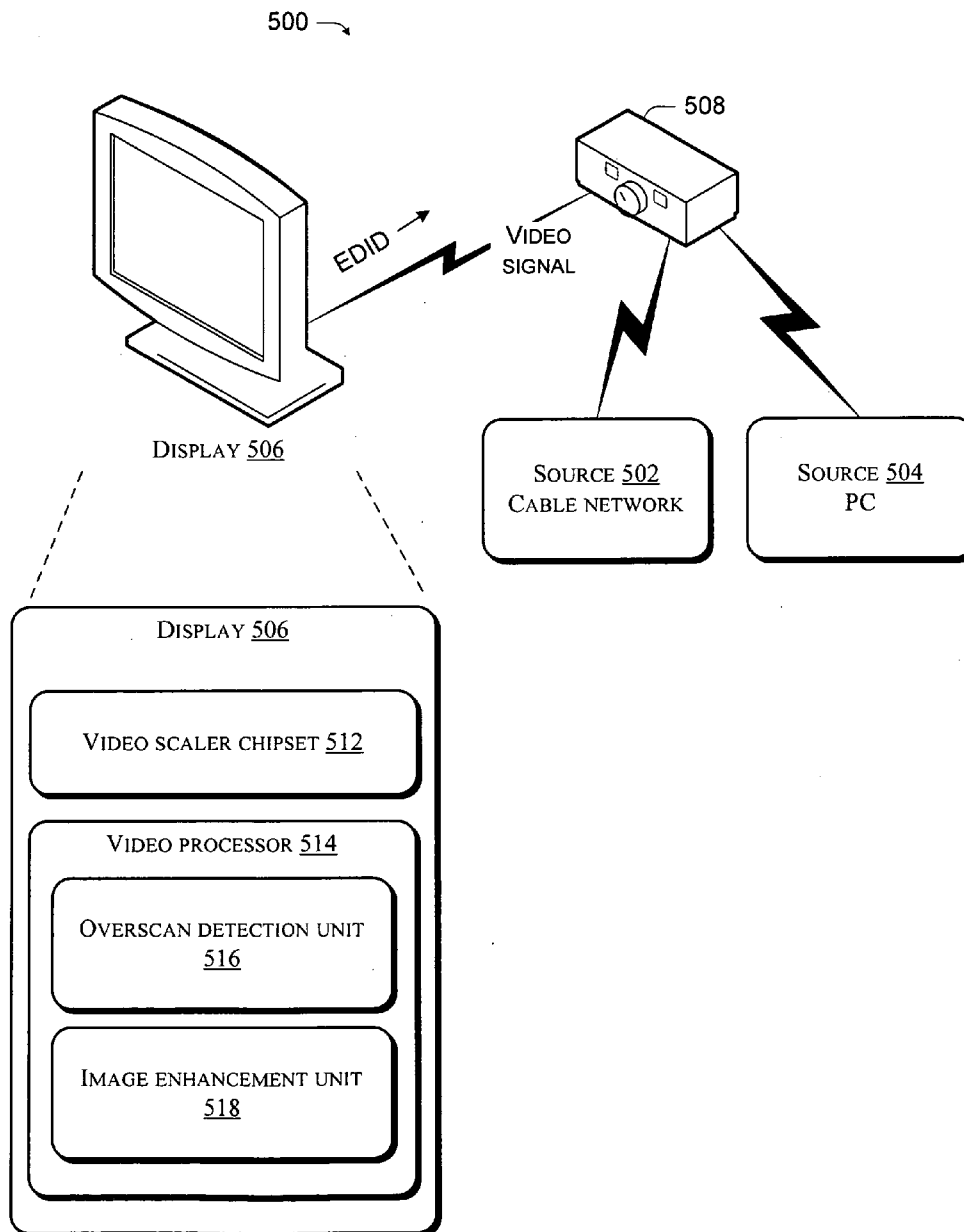 500
508
EDID
VIDEO
SIGNAL
DISPLAY 506
SOURCE 502
CABLE NETWORK
SOURCE 504
PC
DISPLAY 506
VIDEO SCALER CHIPSET 512
VIDEO PROCESSOR 514
OVERSCAN DETECTION UNIT
516
IMAGE ENHANCEMENT UNIT
518